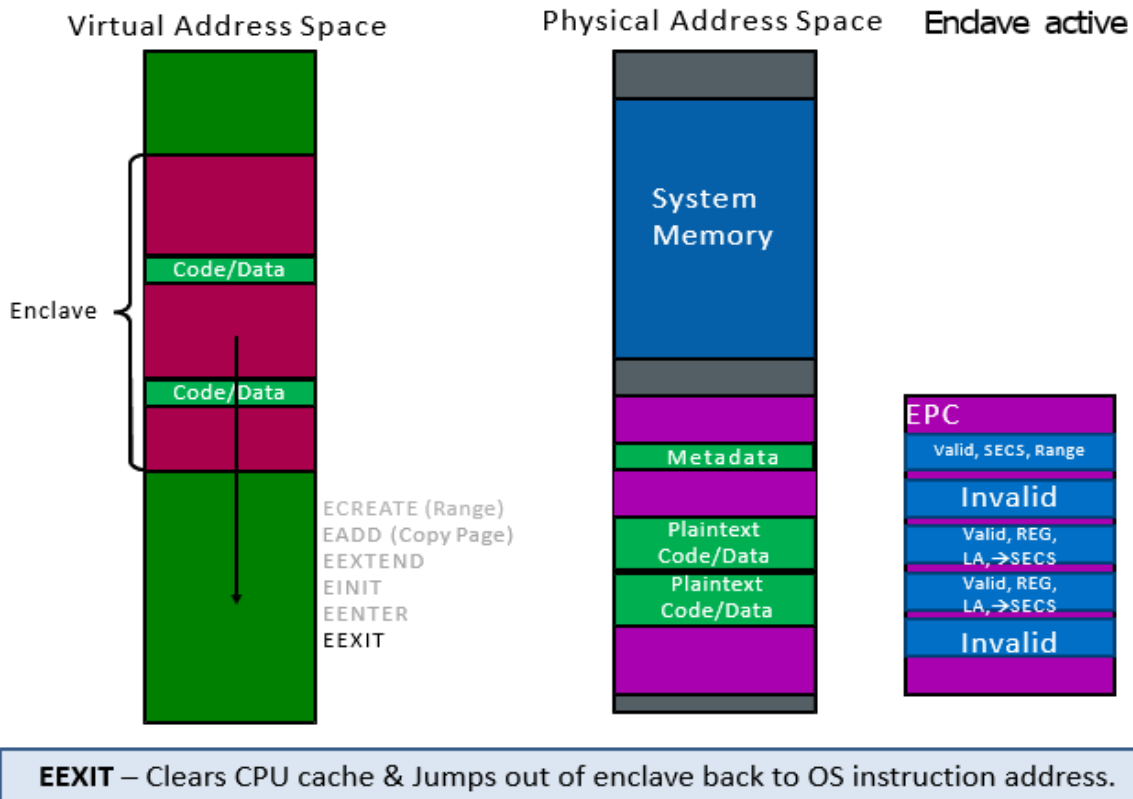 Virtual Address Space
Physical Address Space
Enclave active
System
Memory
Code/Data
Enclave
Code/Data
EPC
Valid, SECS, Range
Metadata
Invalid
ECREATE (Range)
EADD (Copy Page)
EEXTEND
EINIT
EENTER
EEXIT
Plaintext
Code/Data
Plaintext
Code/Data
Valid, REG,
LA,→SECS
Valid, REG,
LA,→SECS
Invalid
EEXIT – Clears CPU cache & Jumps out of enclave back to OS instruction address.